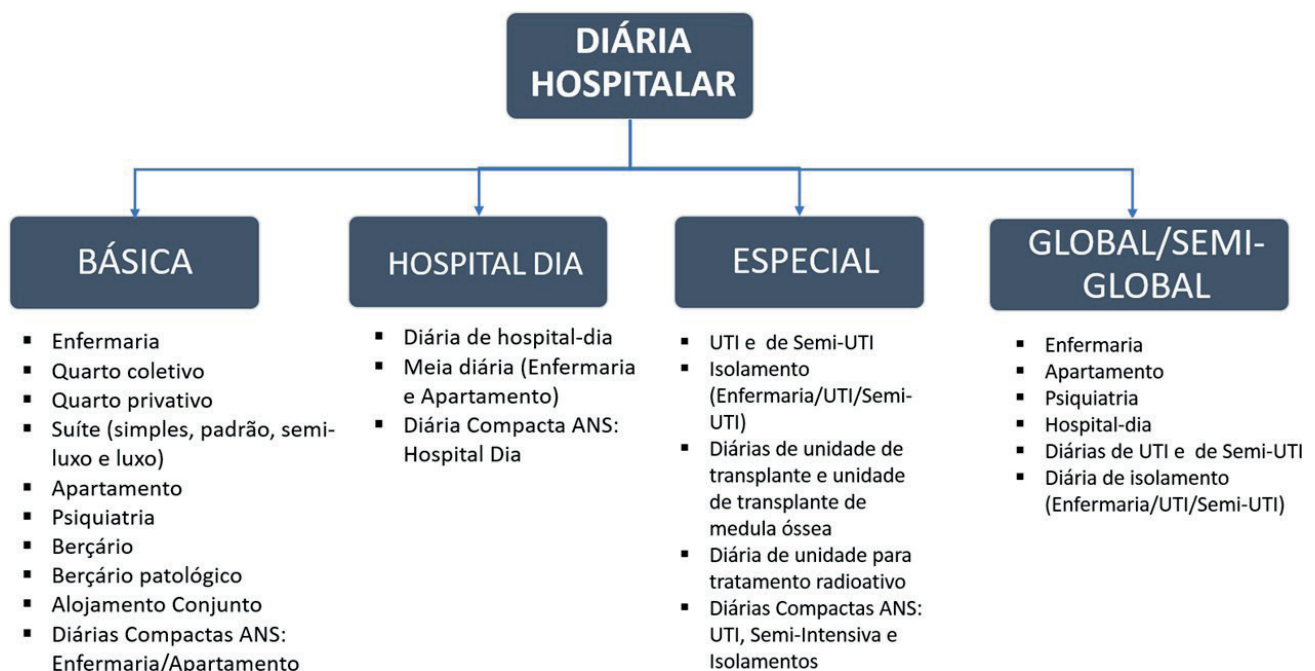 DIÁRIA
HOSPITALAR
BÁSICA
▪ Enfermaria
▪ Quarto coletivo
▪ Quarto privativo
▪ Suíte (simples, padrão, semi-
luxo e luxo)
▪ Apartamento
▪ Psiquiatria
▪ Berçário
▪ Berçário patológico
▪ Alojamento Conjunto
▪ Diárias Compactas ANS:
Enfermaria/Apartamento
HOSPITAL DIA
▪ Diária de hospital-dia
▪ Meia diária (Enfermaria
e Apartamento)
▪ Diária Compacta ANS:
Hospital Dia
ESPECIAL
▪ UTI e de Semi-UTI
▪ Isolamento
(Enfermaria/UTI/Semi-
UTI)
▪ Diárias de unidade de
transplante e unidade
de transplante de
medula óssea
▪ Diária de unidade para
tratamento radioativo
▪ Diárias Compactas ANS:
UTI, Semi-Intensiva e
Isolamentos
GLOBAL/SEMI-
GLOBAL
▪ Enfermaria
▪ Apartamento
▪ Psiquiatria
▪ Hospital-dia
▪ Diárias de UTI e de Semi-UTI
▪ Diária de isolamento
(Enfermaria/UTI/Semi-UTI)